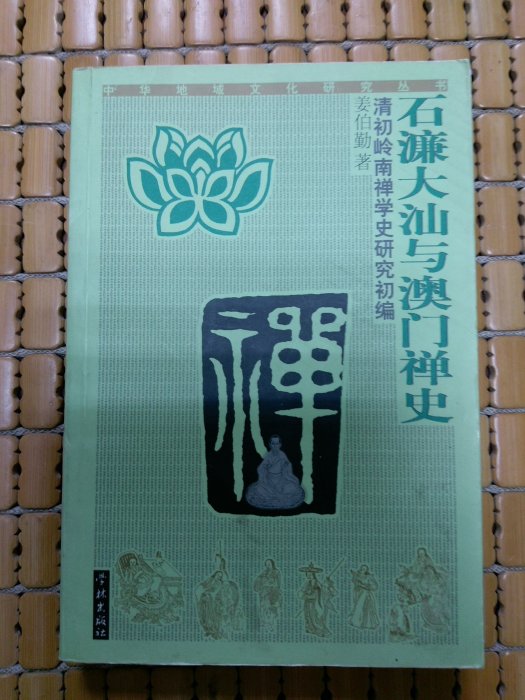 中华地域文化研究丛书
石濂大汕与澳门禅史
清初岭南禅学史研究初编
姜伯勤 著
禅
学林出版社